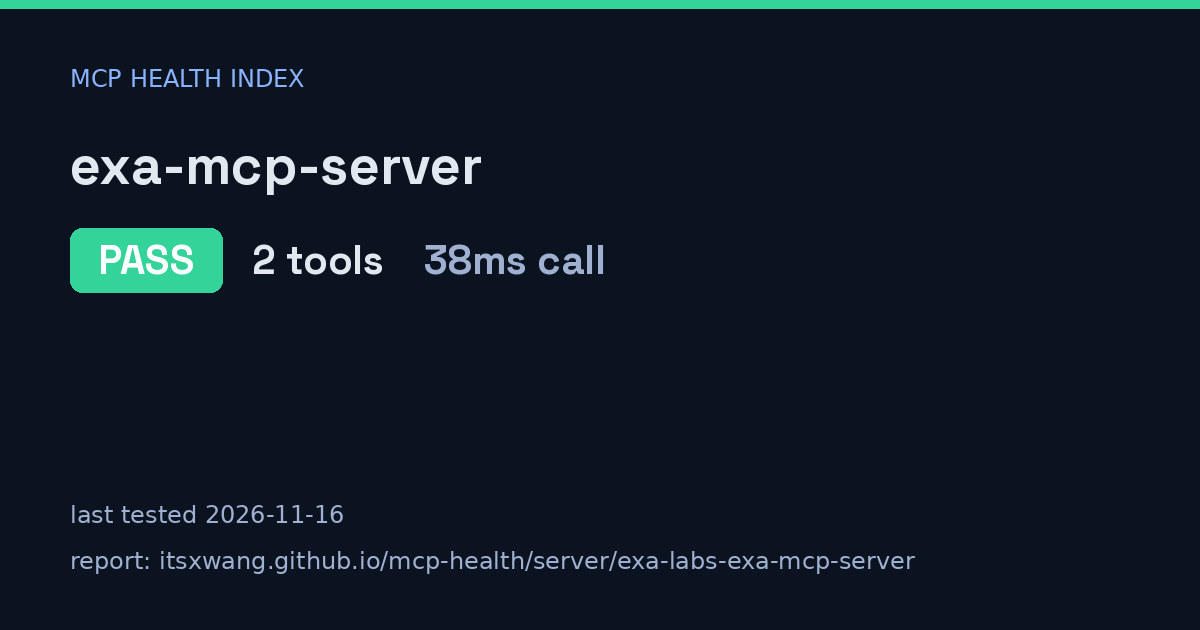 MCP HEALTH INDEX
exa-mcp-server
PASS 2 tools 38ms call
last tested 2026-11-16
report: itsxwang.github.io/mcp-health/server/exa-labs-exa-mcp-server